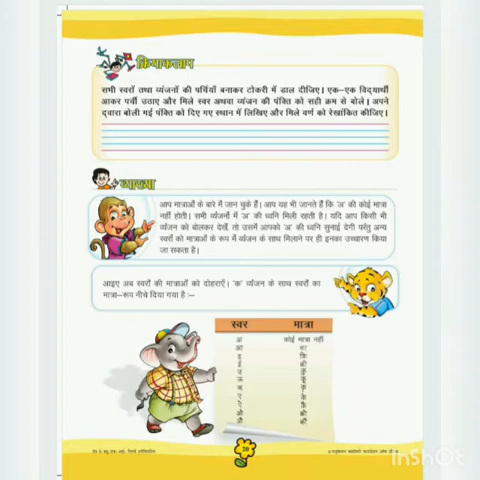 क्रियाकलाप
सभी स्वरों तथा व्यंजनों की पर्चियाँ बनाकर टोकरी में डाल दीजिए। एक-एक विद्यार्थी
आकर पर्ची उठाए और मिले स्वर अथवा व्यंजन की पंक्ति को सही क्रम से बोले। अपने
द्वारा बोली गई पंक्ति को दिए गए स्थान में लिखिए और मिले वर्ण को रेखांकित कीजिए।
व्याख्या
आप मात्राओं के बारे में जान चुके हैं। आप यह भी जानते हैं कि 'अ' की कोई मात्रा
नहीं होती। सभी व्यंजनों में 'अ' की ध्वनि मिली रहती है। यदि आप किसी भी
व्यंजन को बोलकर देखें, तो उसमें आपको 'अ' की ध्वनि सुनाई देगी परंतु अन्य
स्वरों को मात्राओं के रूप में व्यंजन के साथ मिलाने पर ही इनका उच्चारण किया
जा सकता है।
आइए अब स्वरों की मात्राओं को दोहराएँ। 'क' व्यंजन के साथ स्वरों का
मात्रा-रूप नीचे दिया गया है :-
स्वर मात्रा
अ कोई मात्रा नहीं
आ का
इ कि
ई की
उ कु
ऊ कू
ऋ कृ
ए के
ऐ कै
ओ को
औ कौ
20
InShOt